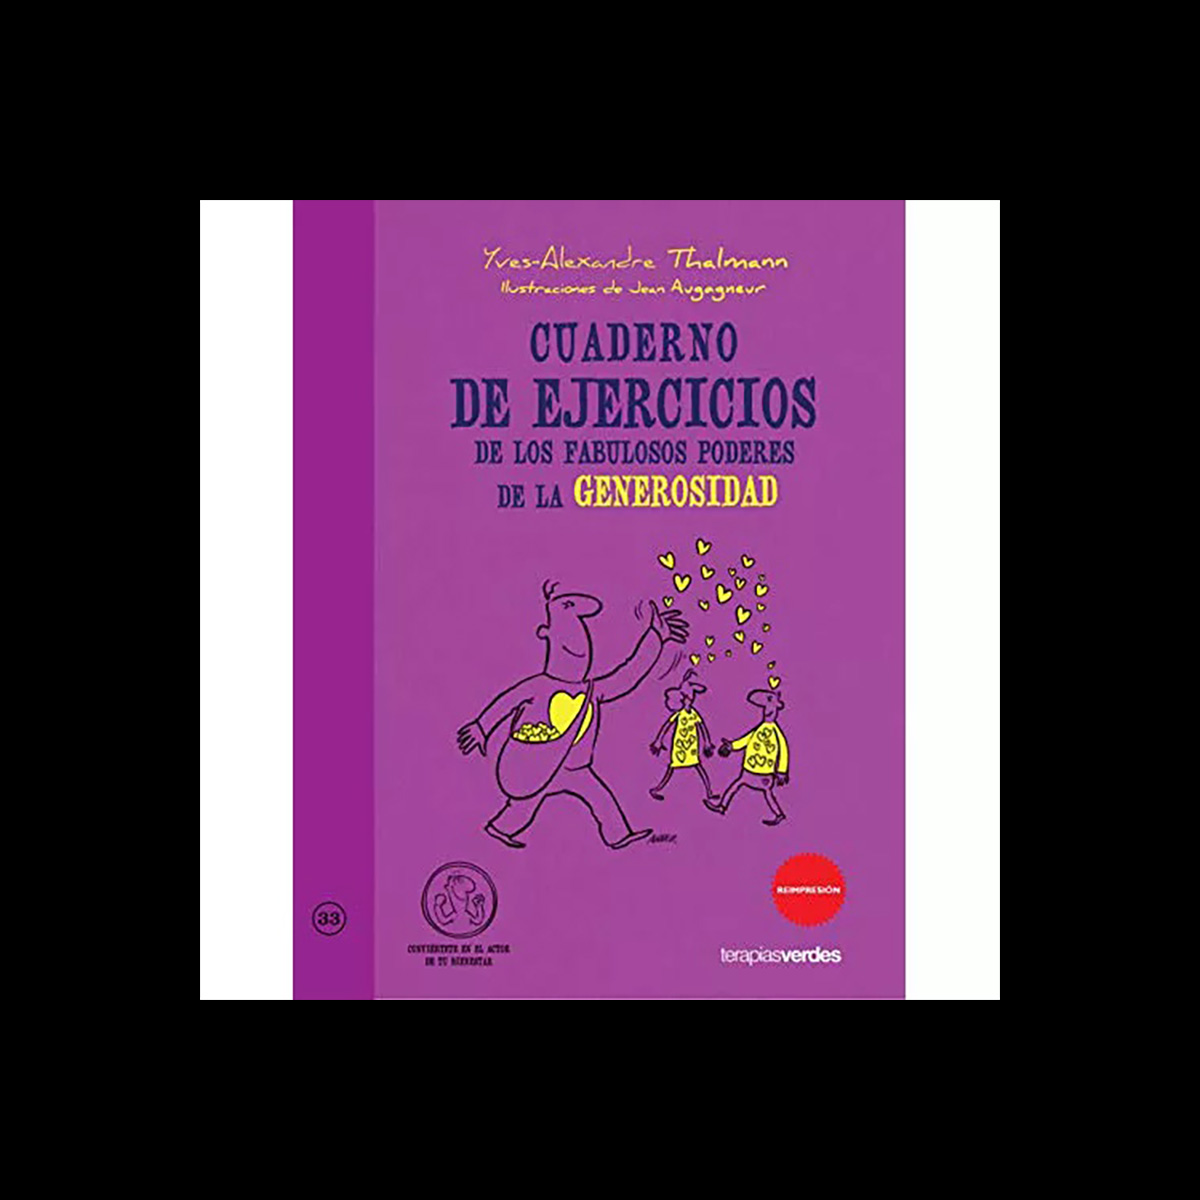 Yves-Alexandre Thalmann
Ilustraciones de Jean Augagneur
CUADERNO
DE EJERCICIOS
DE LOS FABULOSOS PODERES
DE LA GENEROSIDAD
REIMPRESIÓN
33
CONVIÉRTETE EN EL ACTOR
DE TU BIENESTAR
terapiasverdes